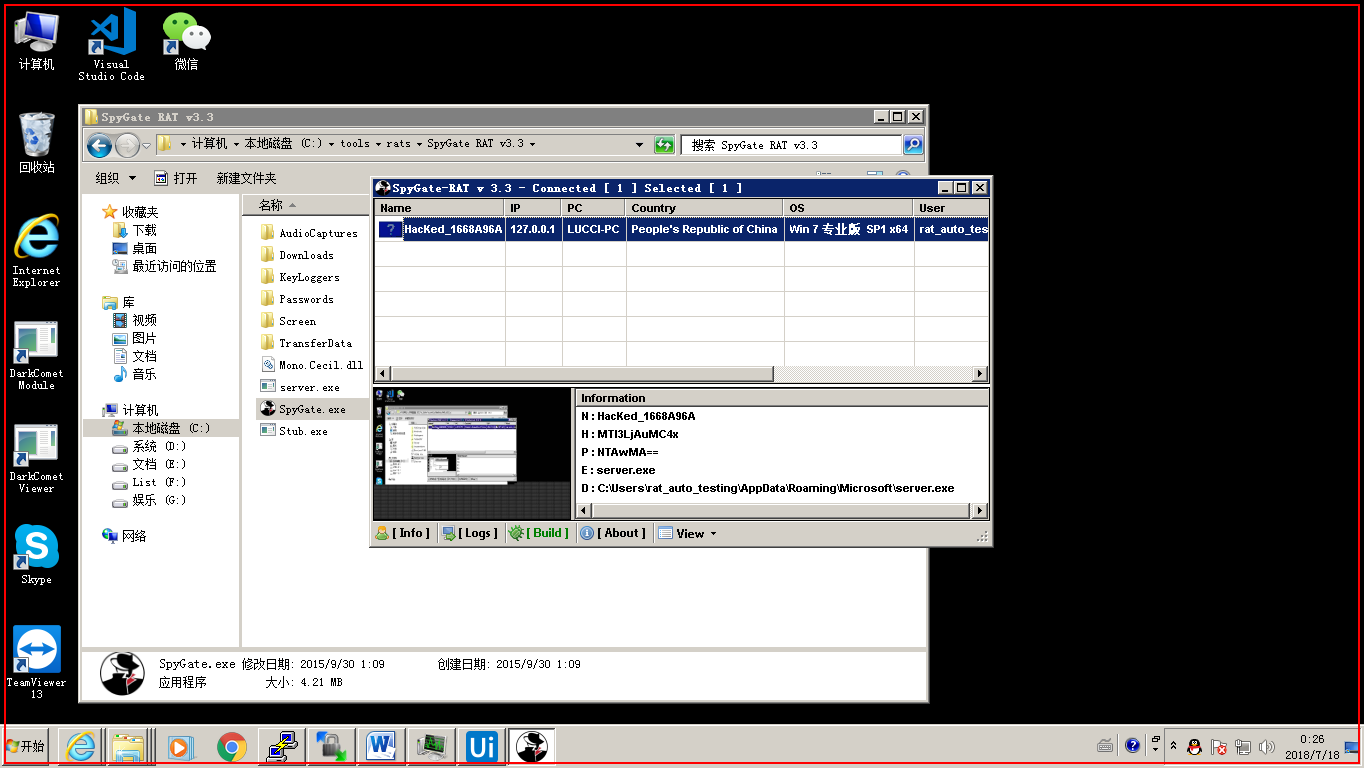 计算机
Visual
Studio Code
微信
回收站
Internet
Explorer
DarkComet
Module
DarkComet
Viewer
Skype
TeamViewer
13
SpyGate RAT v3.3
计算机 本地磁盘 (C:) tools rats SpyGate RAT v3.3
搜索 SpyGate RAT v3.3
组织 打开 新建文件夹
收藏夹
下载
桌面
最近访问的位置
库
视频
图片
文档
音乐
计算机
本地磁盘 (C:)
系统 (D:)
文档 (E:)
List (F:)
娱乐 (G:)
网络
名称
AudioCaptures
Downloads
KeyLoggers
Passwords
Screen
TransferData
Mono.Cecil.dll
server.exe
SpyGate.exe
Stub.exe
SpyGate-RAT v 3.3 - Connected [ 1 ] Selected [ 1 ]
Name IP PC Country OS User
HacKed_1668A96A 127.0.0.1 LUCCI-PC People's Republic of China Win 7 专业版 SP1 x64 rat_auto_tes
Information
N : HacKed_1668A96A
H : MTI3LjAuMC4x
P : NTAwMA==
E : server.exe
D : C:\Users\rat_auto_testing\AppData\Roaming\Microsoft\server.exe
[ Info ] [ Logs ] [ Build ] [ About ] View
SpyGate.exe 修改日期: 2015/9/30 1:09 创建日期: 2015/9/30 1:09
应用程序 大小: 4.21 MB
开始
Ui
0:26
2018/7/18